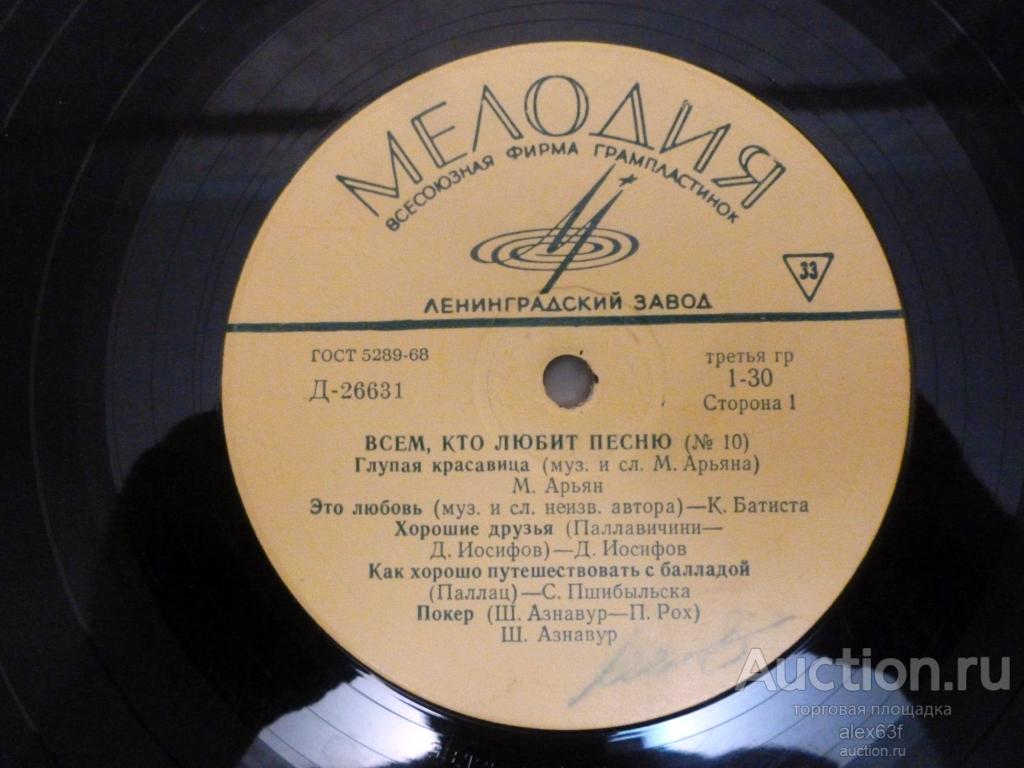 МЕЛОДИЯ
ВСЕСОЮЗНАЯ ФИРМА ГРАМПЛАСТИНОК
33
ЛЕНИНГРАДСКИЙ ЗАВОД
ГОСТ 5289-68
третья гр
Д-26631
1-30
Сторона 1
ВСЕМ, КТО ЛЮБИТ ПЕСНЮ (№ 10)
Глупая красавица (муз. и сл. М. Арьяна)
М. Арьян
Это любовь (муз. и сл. неизв. автора)—К. Батиста
Хорошие друзья (Паллавичини—
Д. Иосифов)—Д. Иосифов
Как хорошо путешествовать с балладой
(Паллац)—С. Пшибыльска
Покер (Ш. Азнавур—П. Рох)
Ш. Азнавур
Auction.ru
торговая площадка
alex63f
auction.ru